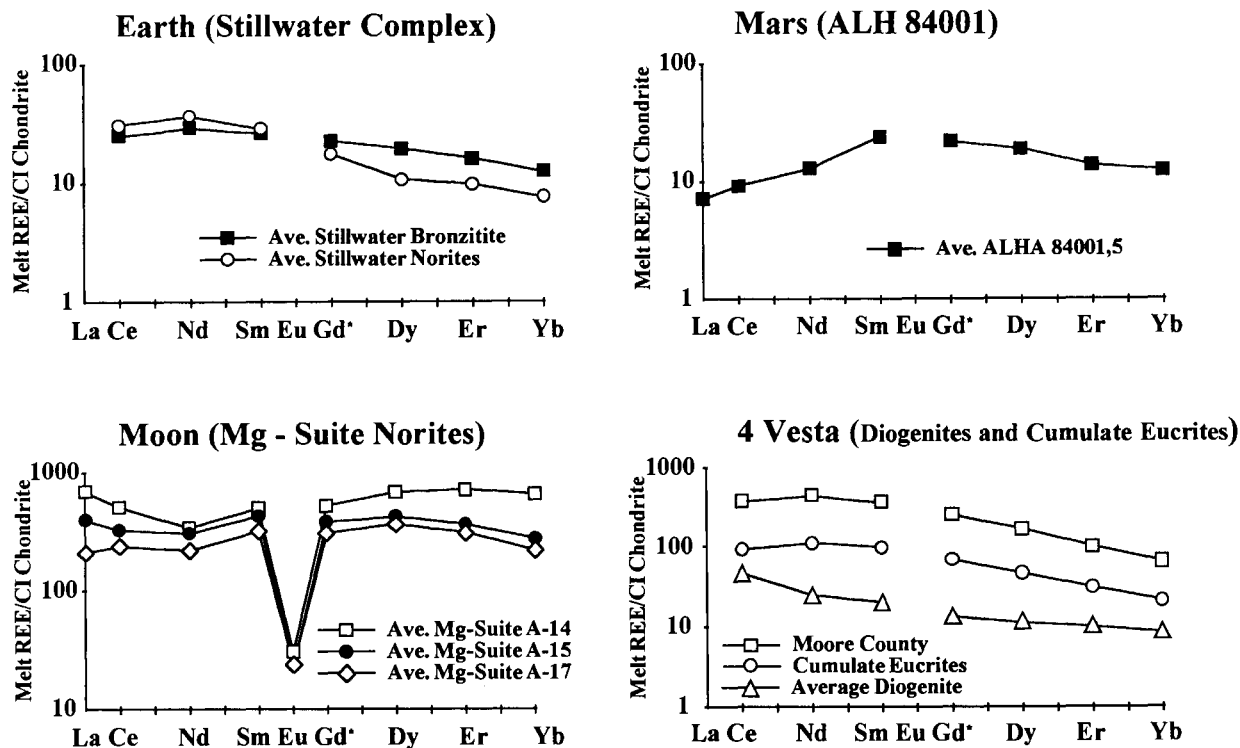 Earth (Stillwater Complex)
Melt REE/CI Chondrite
100
10
1
Ave. Stillwater Bronzitite
Ave. Stillwater Norites
La Ce Nd Sm Eu Gd* Dy Er Yb
Mars (ALH 84001)
Melt REE/CI Chondrite
100
10
1
Ave. ALHA 84001,5
La Ce Nd Sm Eu Gd* Dy Er Yb
Moon (Mg - Suite Norites)
Melt REE/CI Chondrite
1000
100
10
Ave. Mg-Suite A-14
Ave. Mg-Suite A-15
Ave. Mg-Suite A-17
La Ce Nd Sm Eu Gd* Dy Er Yb
4 Vesta (Diogenites and Cumulate Eucrites)
Melt REE/CI Chondrite
1000
100
10
1
Moore County
Cumulate Eucrites
Average Diogenite
La Ce Nd Sm Eu Gd* Dy Er Yb